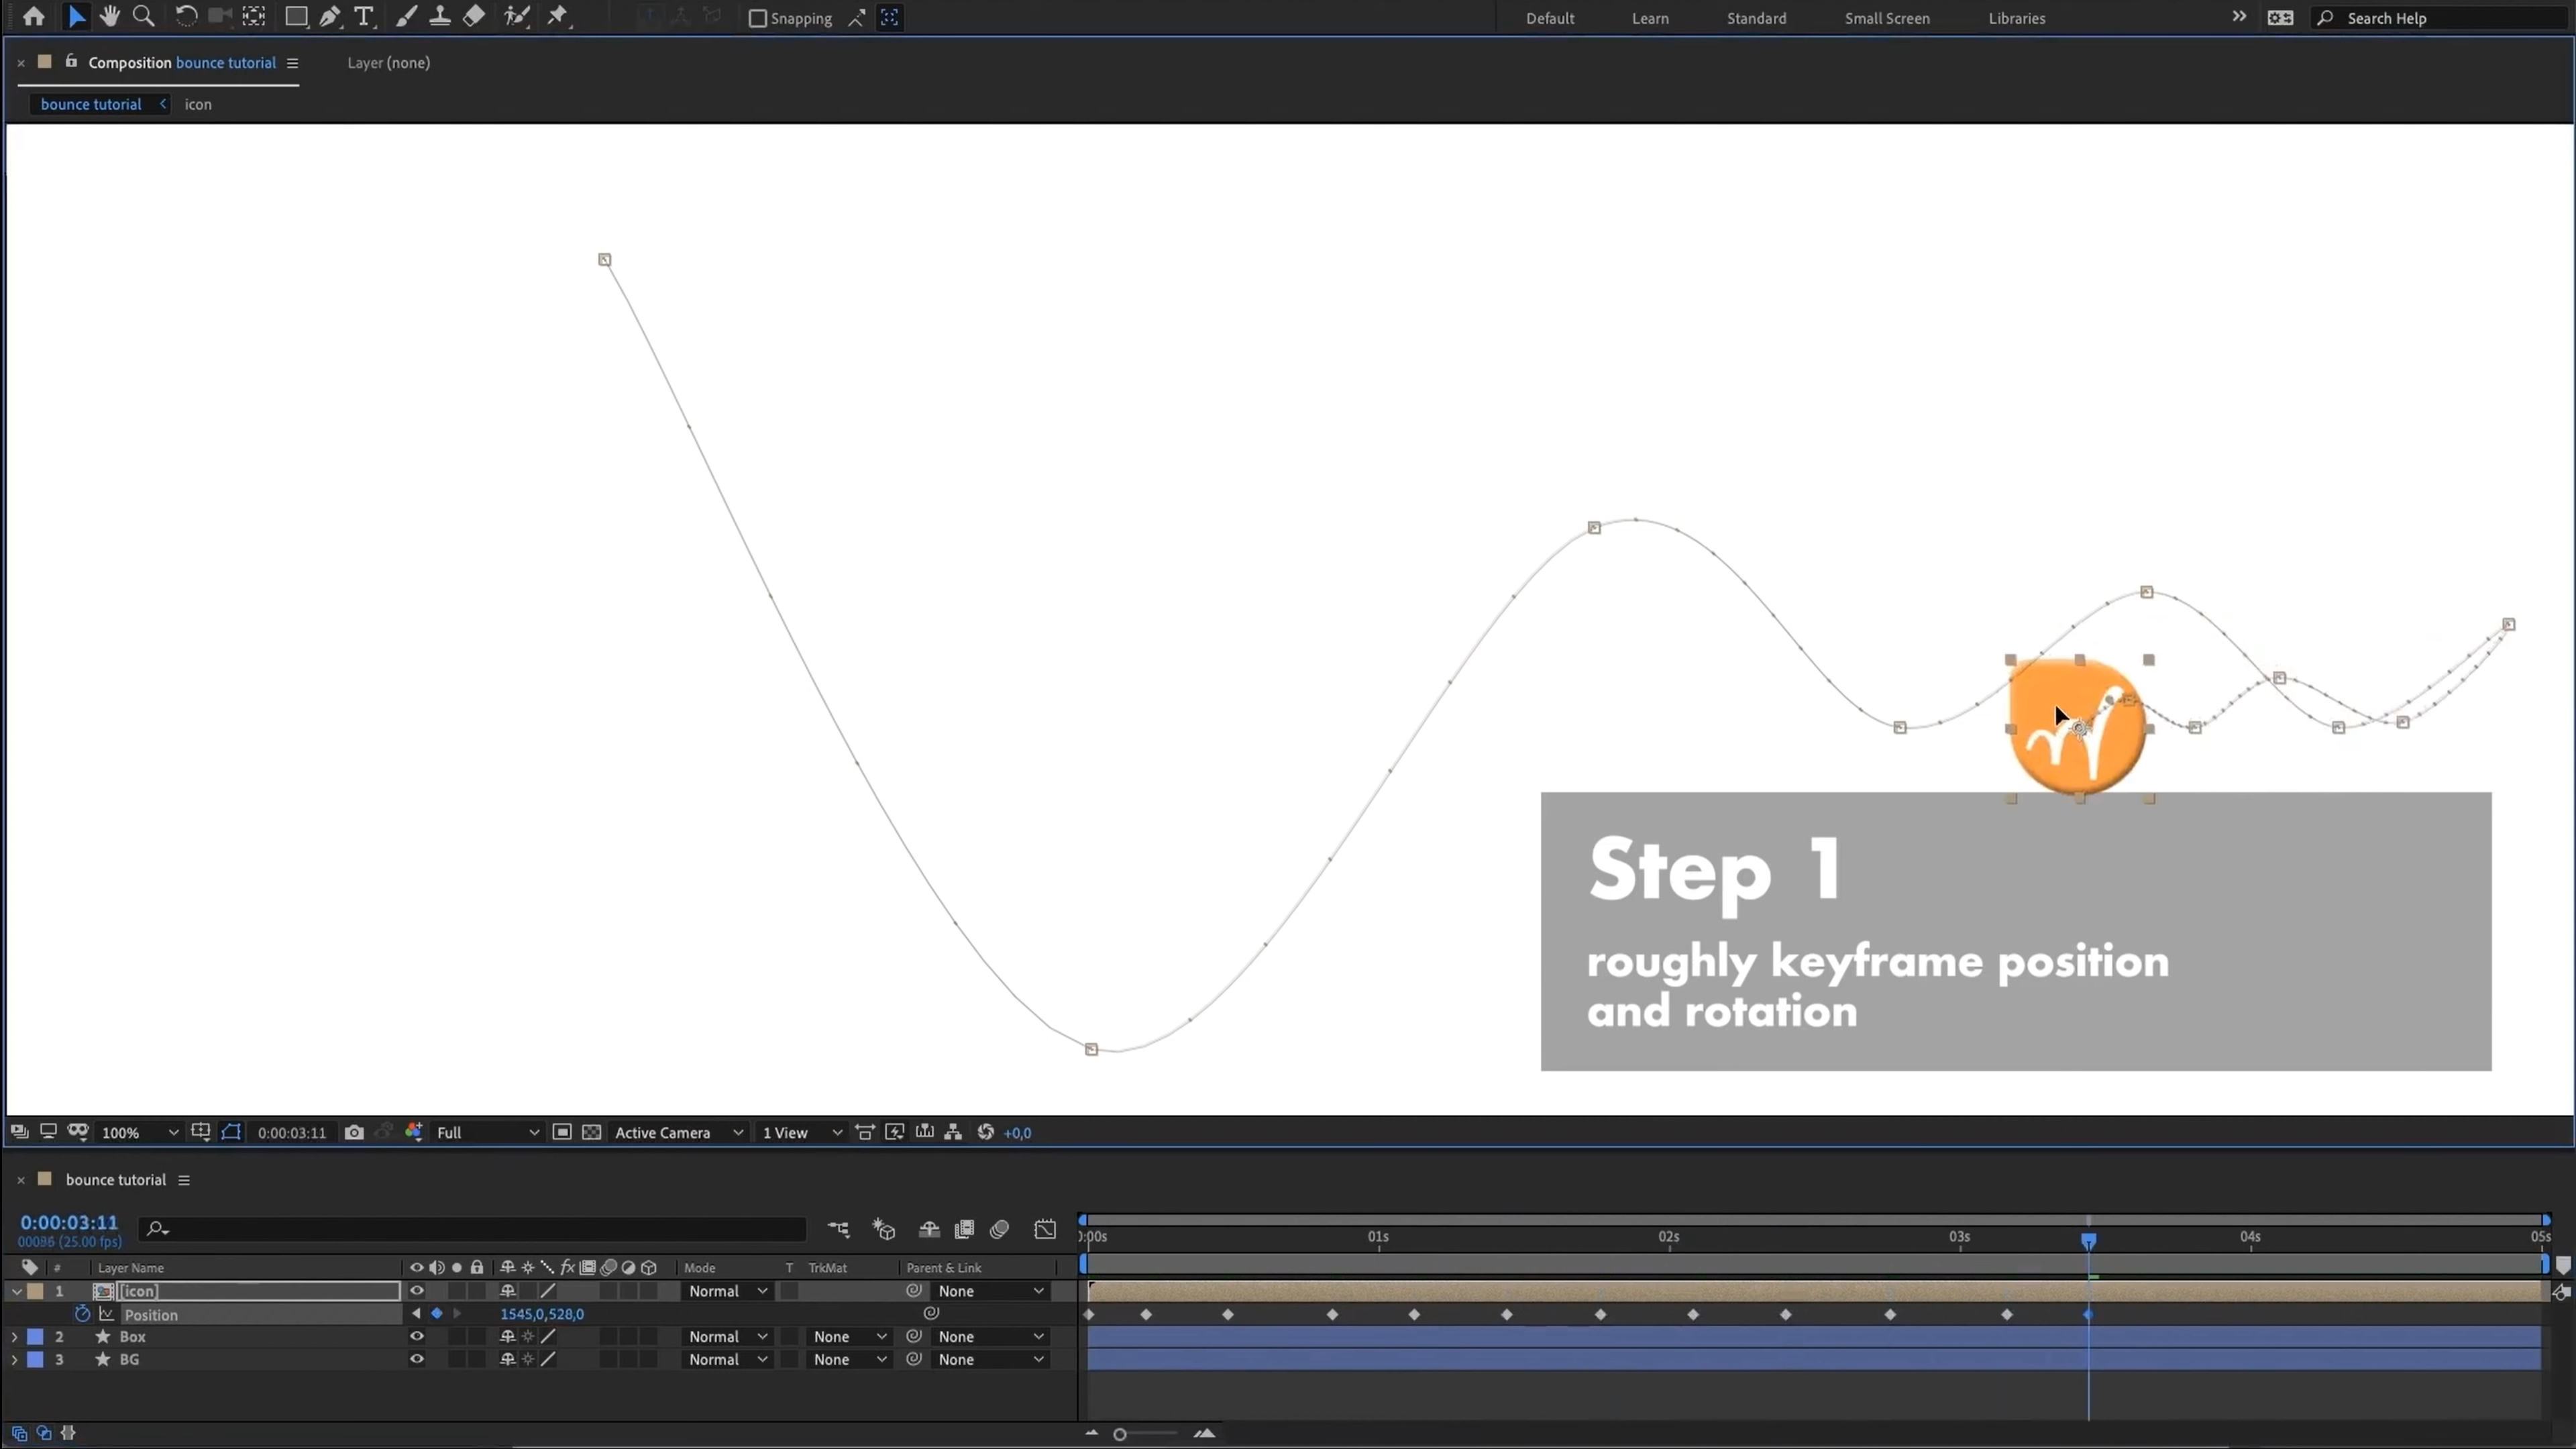 Snapping
Default Learn Standard Small Screen Libraries Search Help
Composition bounce tutorial Layer (none)
bounce tutorial icon
Step 1
roughly keyframe position
and rotation
100% 0:00:03:11 Full Active Camera 1 View +0,0
bounce tutorial
0:00:03:11
00086 (25.00 fps)
):00s 01s 02s 03s 04s 05s
# Layer Name fx Mode T TrkMat Parent & Link
1 [icon] Normal None
Position 1545,0,528,0
2 Box Normal None None
3 BG Normal None None